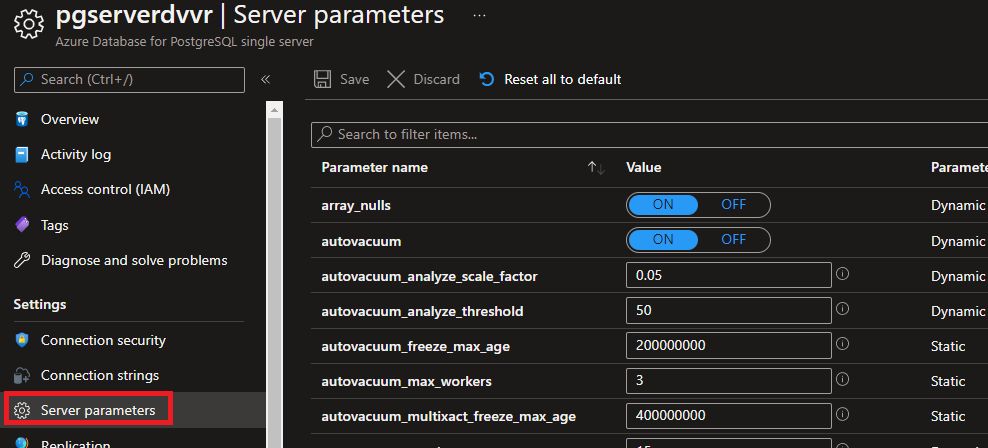 pgserverdvvr | Server parameters ...
Azure Database for PostgreSQL single server
Search (Ctrl+/) «
Overview
Activity log
Access control (IAM)
Tags
Diagnose and solve problems
Settings
Connection security
Connection strings
Server parameters
Replication
Save Discard Reset all to default
Search to filter items...
Parameter name ↑↓ Value Paramete
array_nulls ON OFF Dynamic
autovacuum ON OFF Dynamic
autovacuum_analyze_scale_factor 0.05 Dynamic
autovacuum_analyze_threshold 50 Dynamic
autovacuum_freeze_max_age 200000000 Static
autovacuum_max_workers 3 Static
autovacuum_multixact_freeze_max_age 400000000 Static